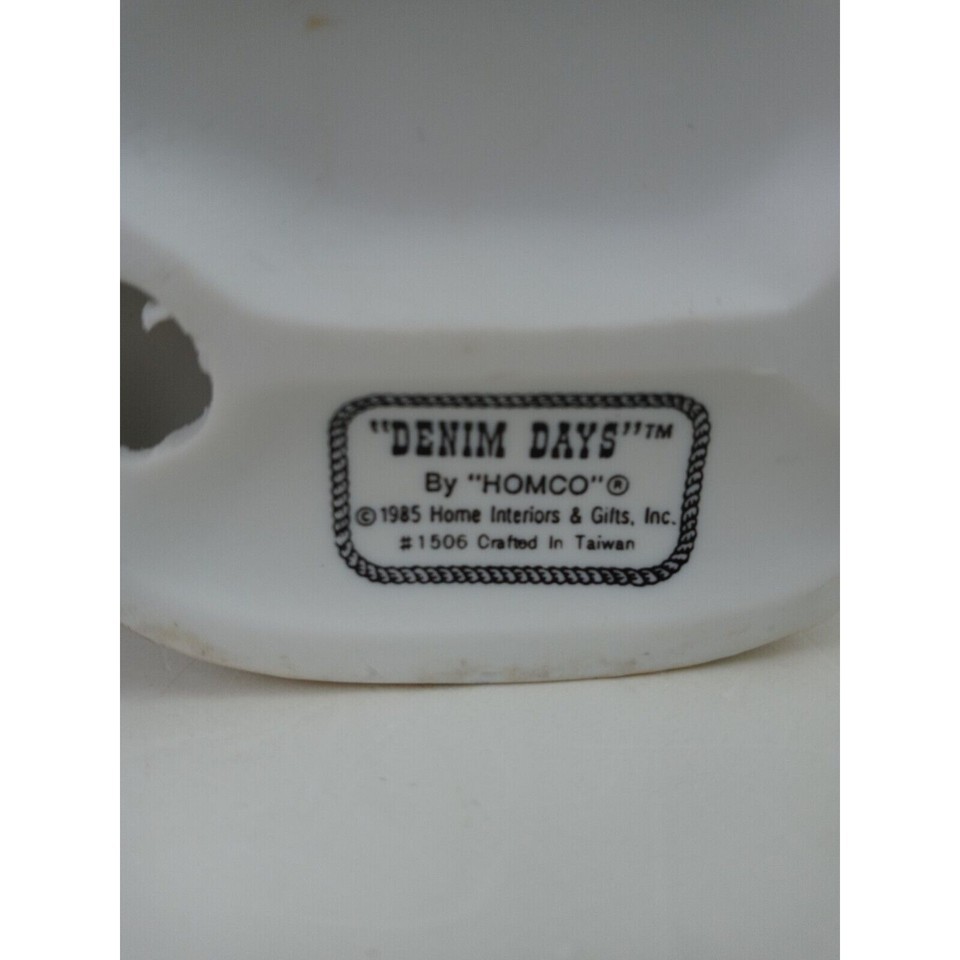 "DENIM DAYS"™
By "HOMCO"®
©1985 Home Interiors & Gifts, Inc.
#1506 Crafted In Taiwan